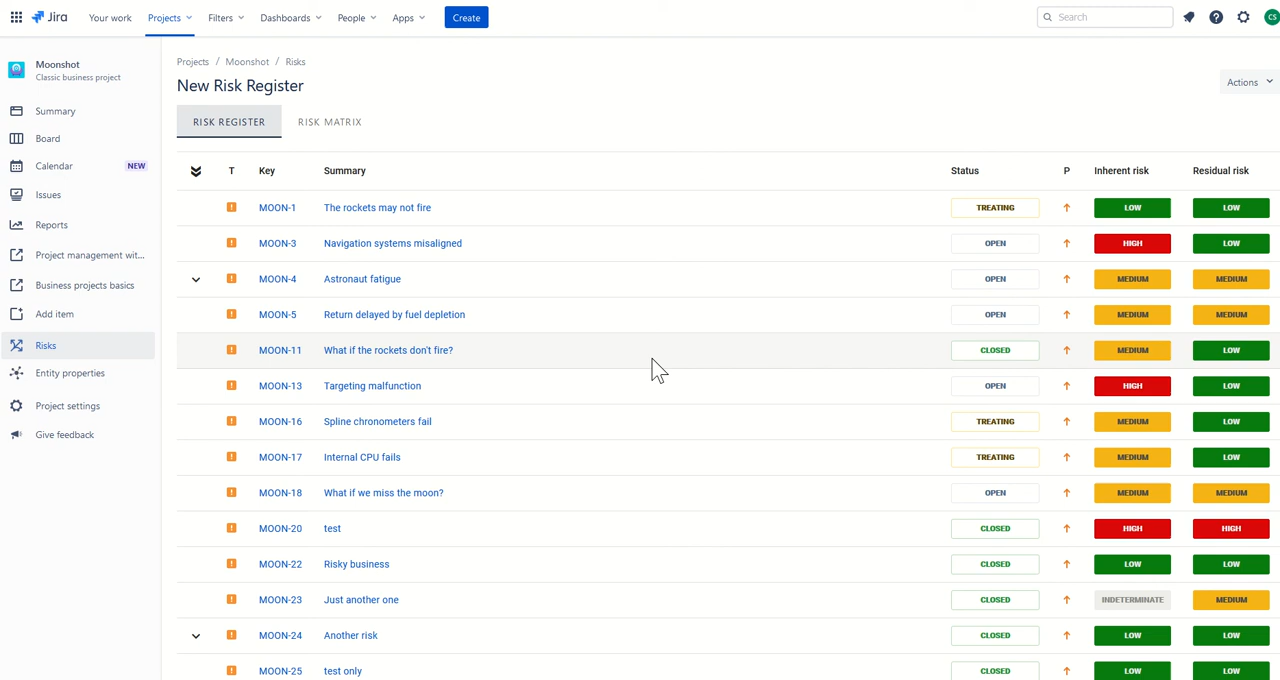 Jira Your work Projects Filters Dashboards People Apps Create Search CS
Moonshot
Classic business project
Summary
Board
Calendar NEW
Issues
Reports
Project management wit...
Business projects basics
Add item
Risks
Entity properties
Project settings
Give feedback
Projects / Moonshot / Risks
New Risk Register
Actions
RISK REGISTER RISK MATRIX
T Key Summary Status P Inherent risk Residual risk
MOON-1 The rockets may not fire TREATING LOW LOW
MOON-3 Navigation systems misaligned OPEN HIGH LOW
MOON-4 Astronaut fatigue OPEN MEDIUM MEDIUM
MOON-5 Return delayed by fuel depletion OPEN MEDIUM MEDIUM
MOON-11 What if the rockets don't fire? CLOSED MEDIUM LOW
MOON-13 Targeting malfunction OPEN HIGH LOW
MOON-16 Spline chronometers fail TREATING MEDIUM LOW
MOON-17 Internal CPU fails TREATING MEDIUM LOW
MOON-18 What if we miss the moon? OPEN MEDIUM MEDIUM
MOON-20 test CLOSED HIGH HIGH
MOON-22 Risky business CLOSED LOW LOW
MOON-23 Just another one CLOSED INDETERMINATE MEDIUM
MOON-24 Another risk CLOSED LOW LOW
MOON-25 test only CLOSED LOW LOW